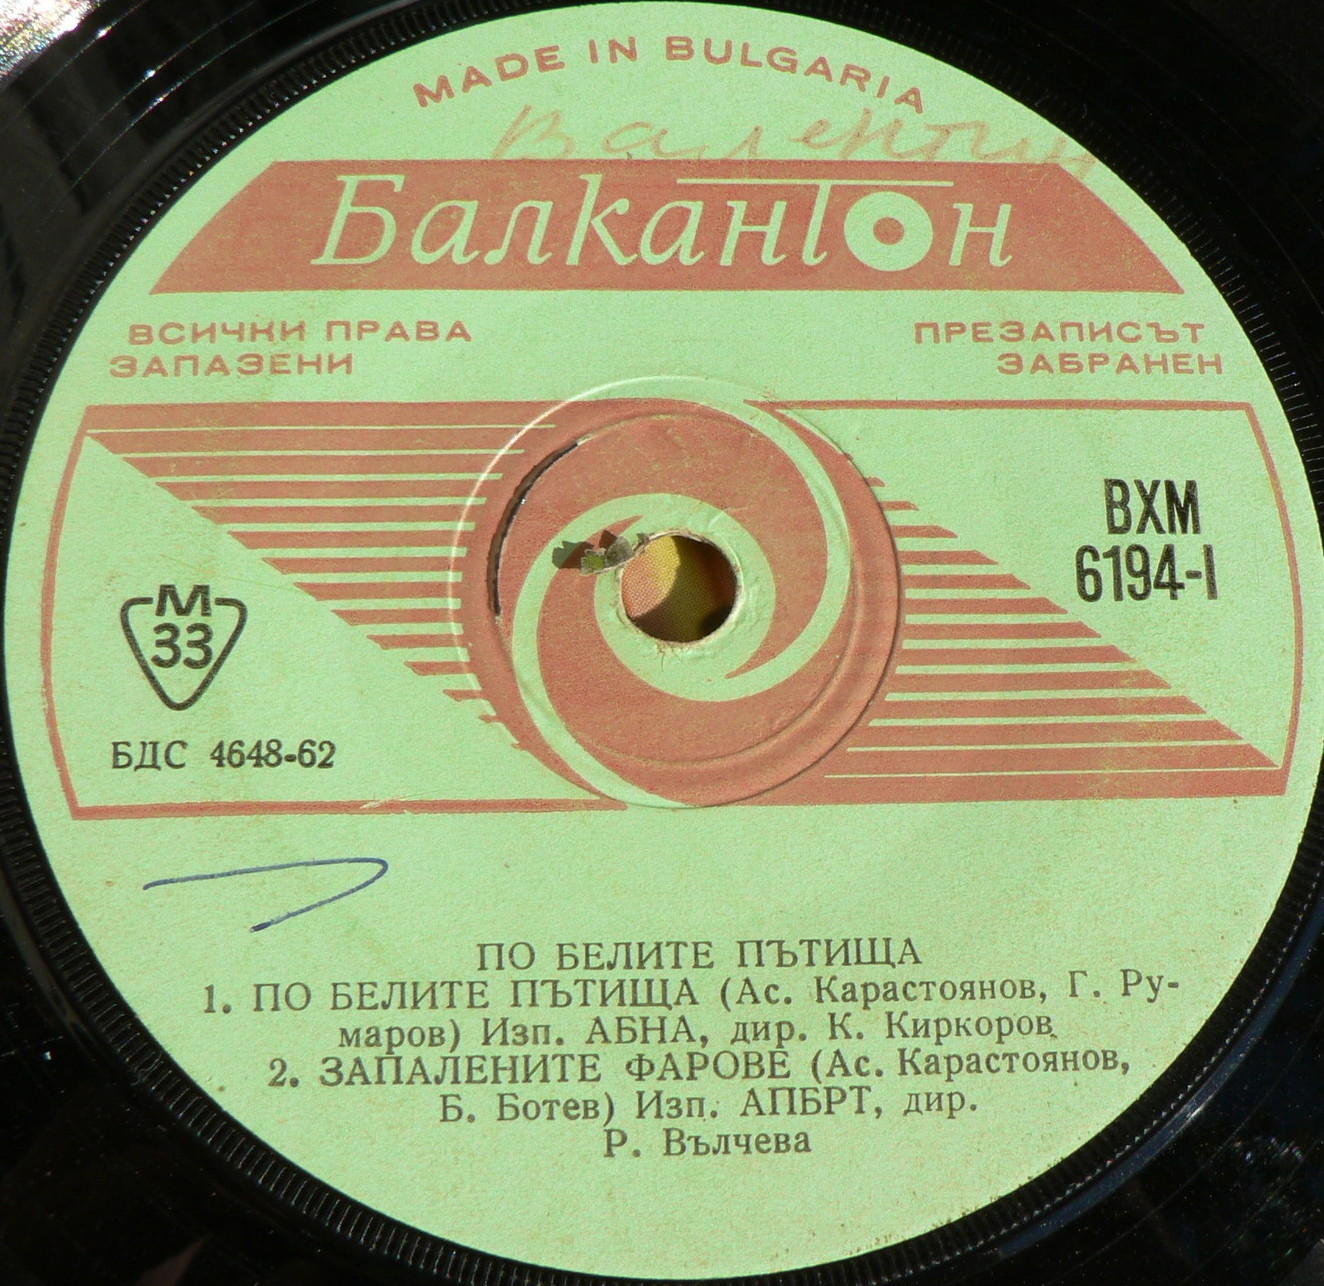 MADE IN BULGARIA
Валентин
Балкантон
ВСИЧКИ ПРАВА
ЗАПАЗЕНИ
ПРЕЗАПИСЪТ
ЗАБРАНЕН
ВХМ
6194-I
М
33
БДС 4648-62
ПО БЕЛИТЕ ПЪТИЩА
1. ПО БЕЛИТЕ ПЪТИЩА (Ас. Карастоянов, Г. Ру-
маров) Изп. АБНА, дир. К. Киркоров
2. ЗАПАЛЕНИТЕ ФАРОВЕ (Ас. Карастоянов,
Б. Ботев) Изп. АПБРТ, дир.
Р. Вълчева